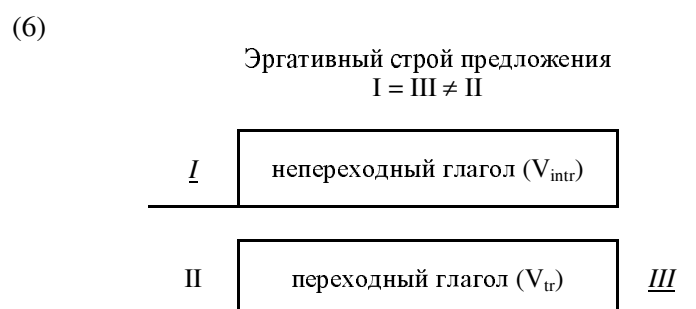 (6)
Эргативный строй предложения
I = III ≠ II
I непереходный глагол (Vintr)
II переходный глагол (Vtr) III